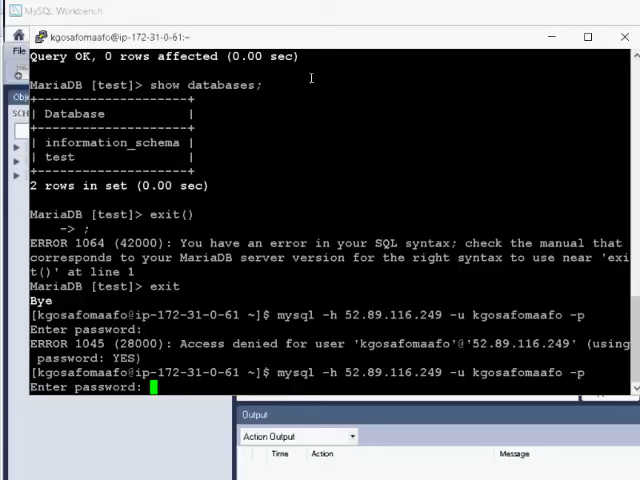 MySQL Workbench
kgosafomaafo@ip-172-31-0-61:~
File
Query OK, 0 rows affected (0.00 sec)
MariaDB [test]> show databases;
+--------------------+
| Database           |
+--------------------+
| information_schema |
| test               |
+--------------------+
2 rows in set (0.00 sec)
MariaDB [test]> exit()
    -> ;
ERROR 1064 (42000): You have an error in your SQL syntax; check the manual that
corresponds to your MariaDB server version for the right syntax to use near 'exi
t()' at line 1
MariaDB [test]> exit
Bye
[kgosafomaafo@ip-172-31-0-61 ~]$ mysql -h 52.89.116.249 -u kgosafomaafo -p
Enter password:
ERROR 1045 (28000): Access denied for user 'kgosafomaafo'@'52.89.116.249' (using
 password: YES)
[kgosafomaafo@ip-172-31-0-61 ~]$ mysql -h 52.89.116.249 -u kgosafomaafo -p
Enter password:
Obj
SCH
Output
Action Output
Time Action Message